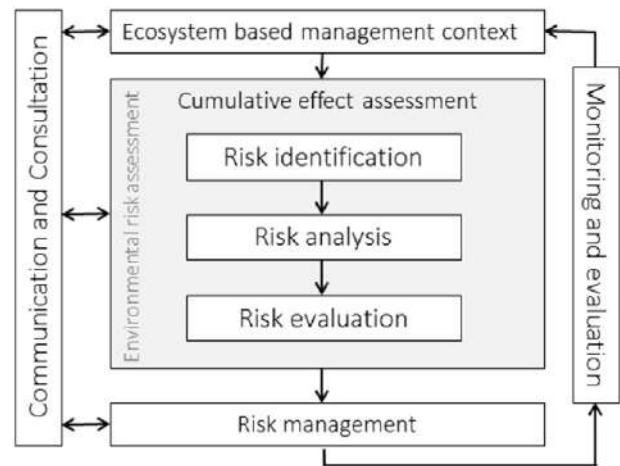 Ecosystem based management context
Communication and Consultation
Environmental risk assessment
Cumulative effect assessment
Risk identification
Risk analysis
Risk evaluation
Monitoring and evaluation
Risk management